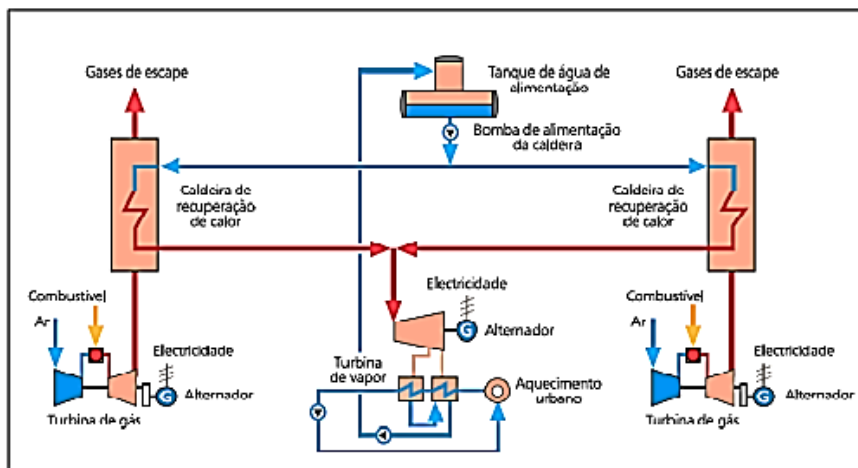 Gases de escape
Tanque de água de
alimentação
Gases de escape
Bomba de alimentação
da caldeira
Caldeira de
recuperação
de calor
Caldeira de
recuperação
de calor
Combustível
Ar
Electricidade
G
Alternador
Turbina de gás
Electricidade
G
Alternador
Turbina
de vapor
Aquecimento
urbano
Combustível
Ar
Electricidade
G
Alternador
Turbina de gás